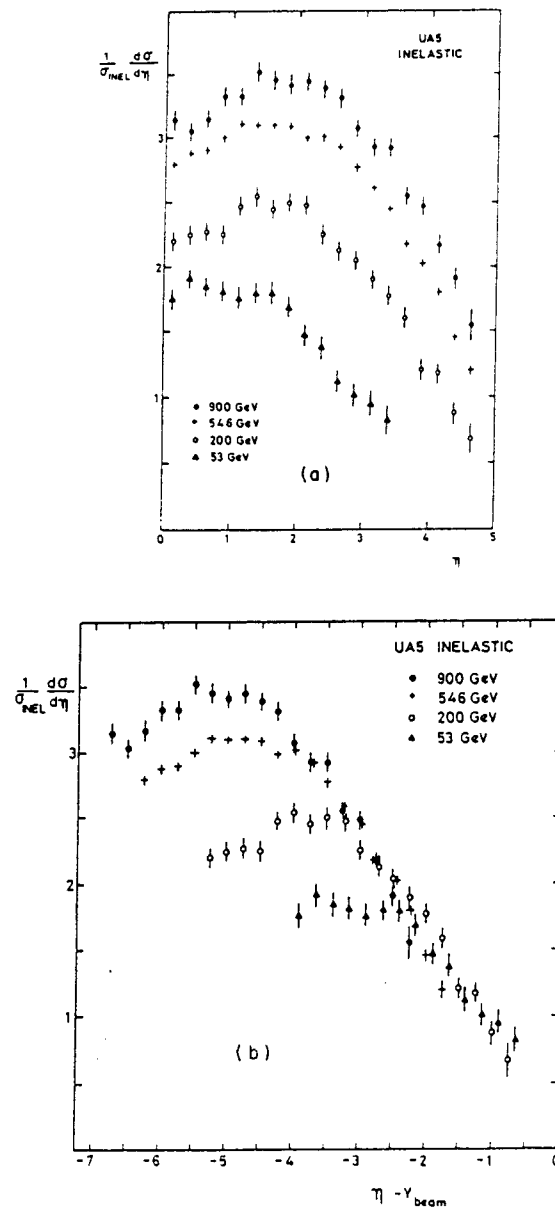 UA5
INELASTIC
1/σ_INEL dσ/dη
3
2
1
0 1 2 3 4 5
η
• 900 GeV
+ 546 GeV
○ 200 GeV
▲ 53 GeV
(a)
UA5 INELASTIC
• 900 GeV
+ 546 GeV
○ 200 GeV
▲ 53 GeV
1/σ_INEL dσ/dη
3
2
1
(b)
-7 -6 -5 -4 -3 -2 -1 0
η - Y_beam